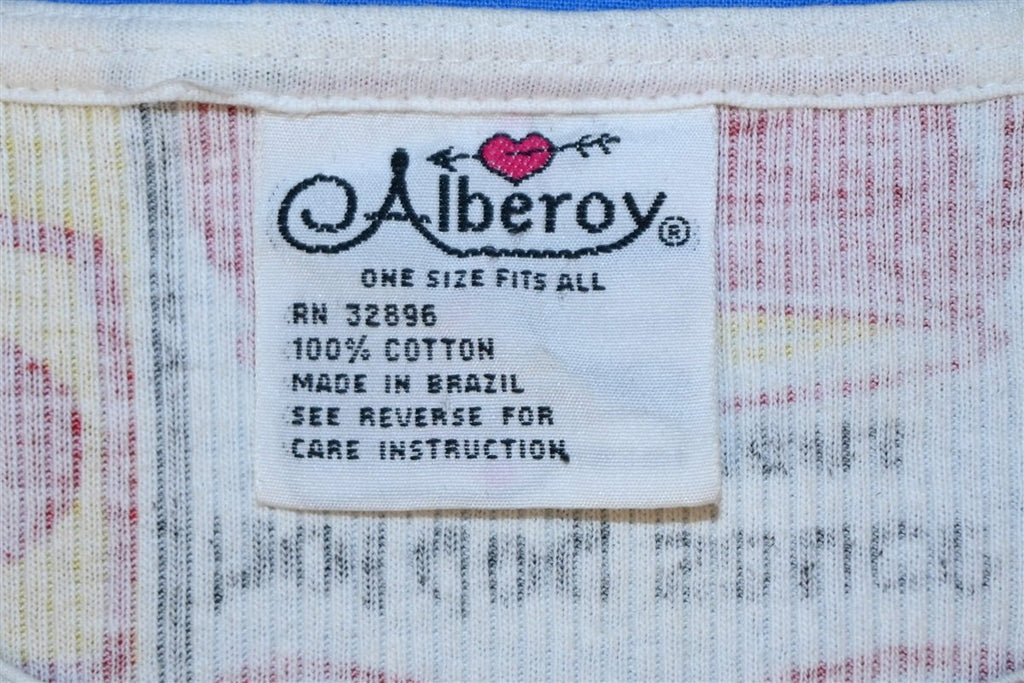 Alberoy®
ONE SIZE FITS ALL
RN 32896
100% COTTON
MADE IN BRAZIL
SEE REVERSE FOR
CARE INSTRUCTION